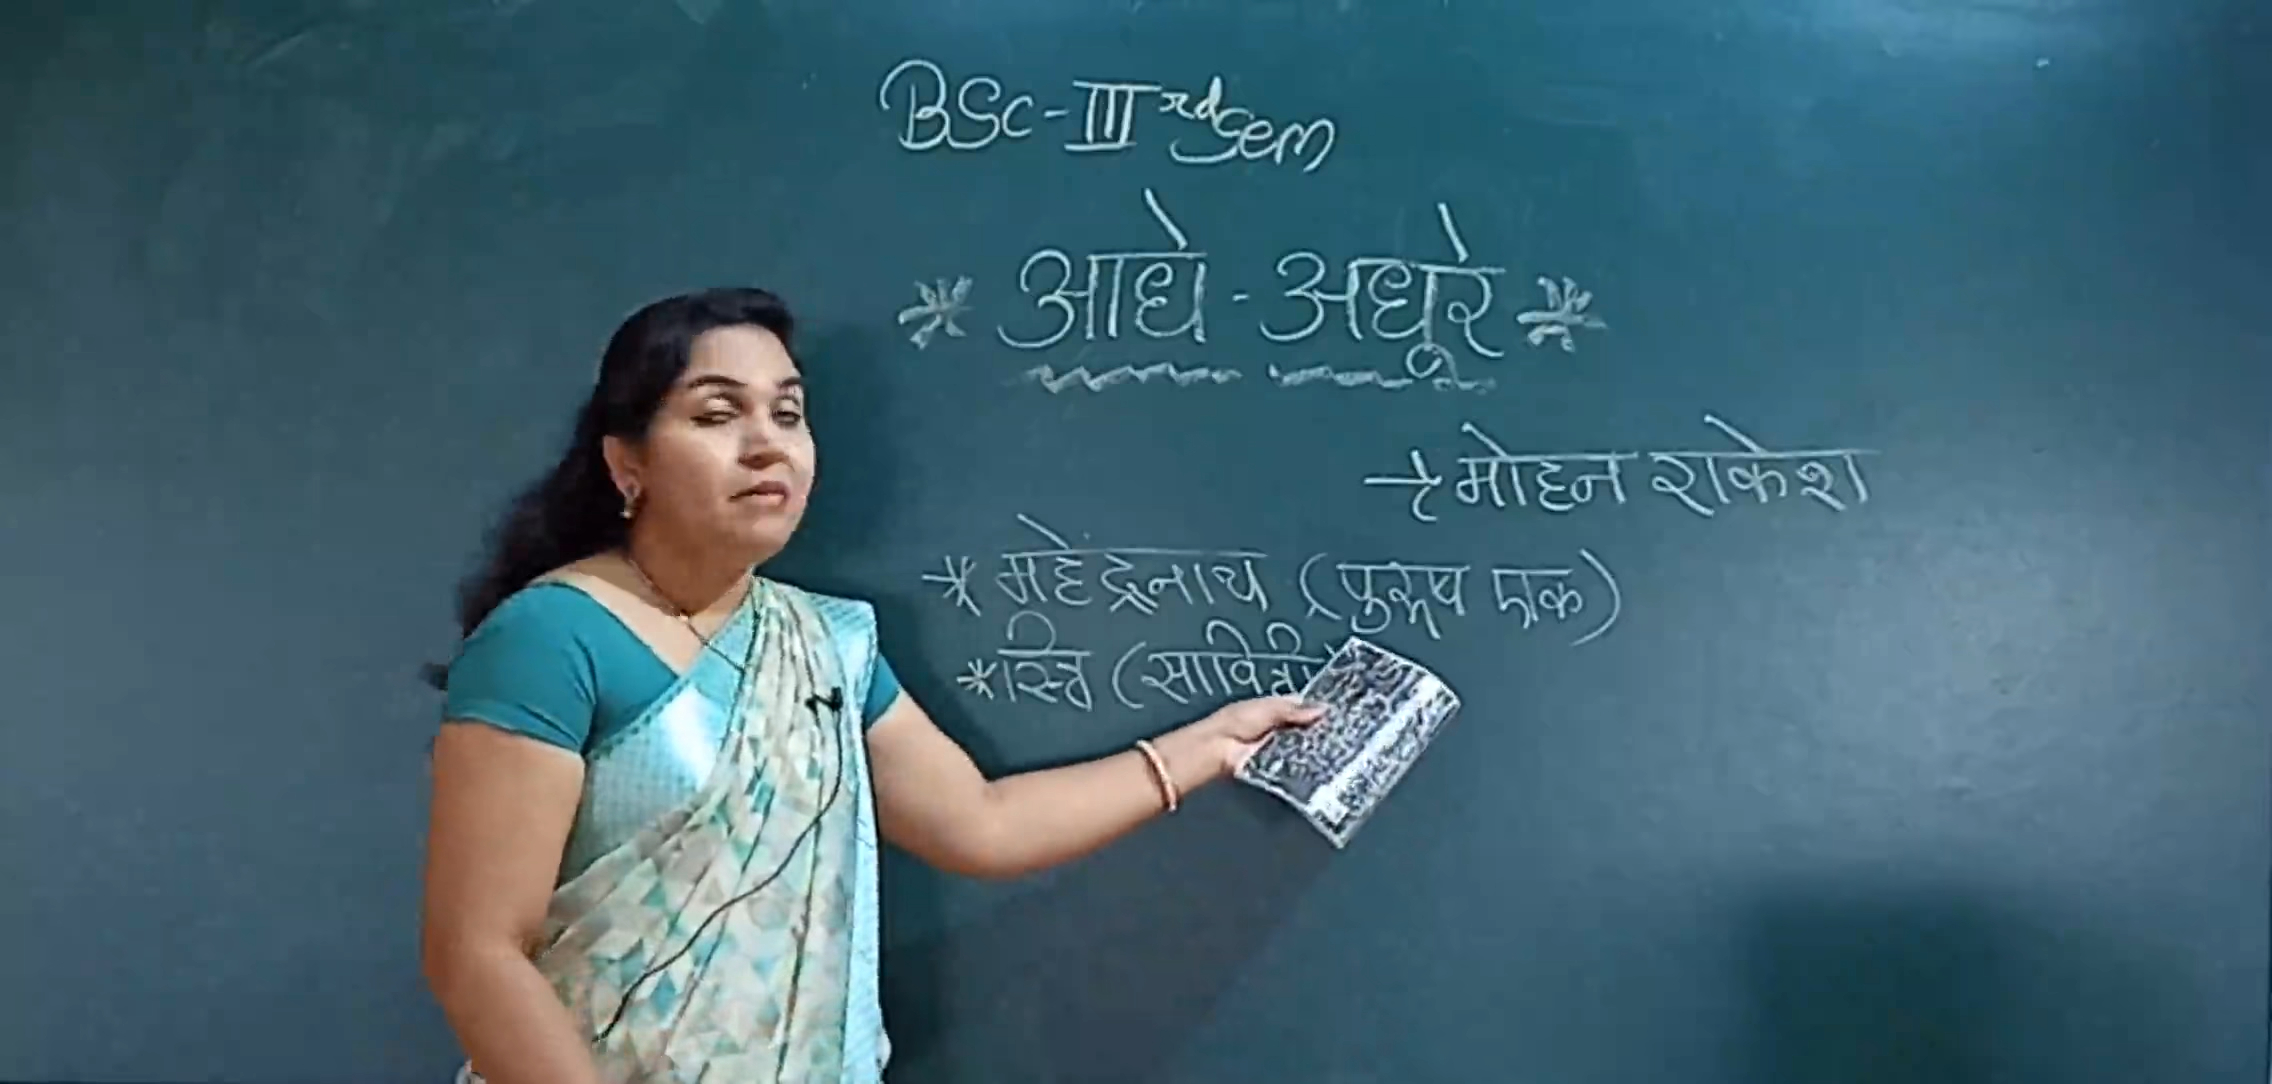 BSc-III rd Sem
* आधे - अधूरे *
मोहन राकेश
* महेंद्रनाथ (पुरुष एक)
* स्त्रि (सावित्री)